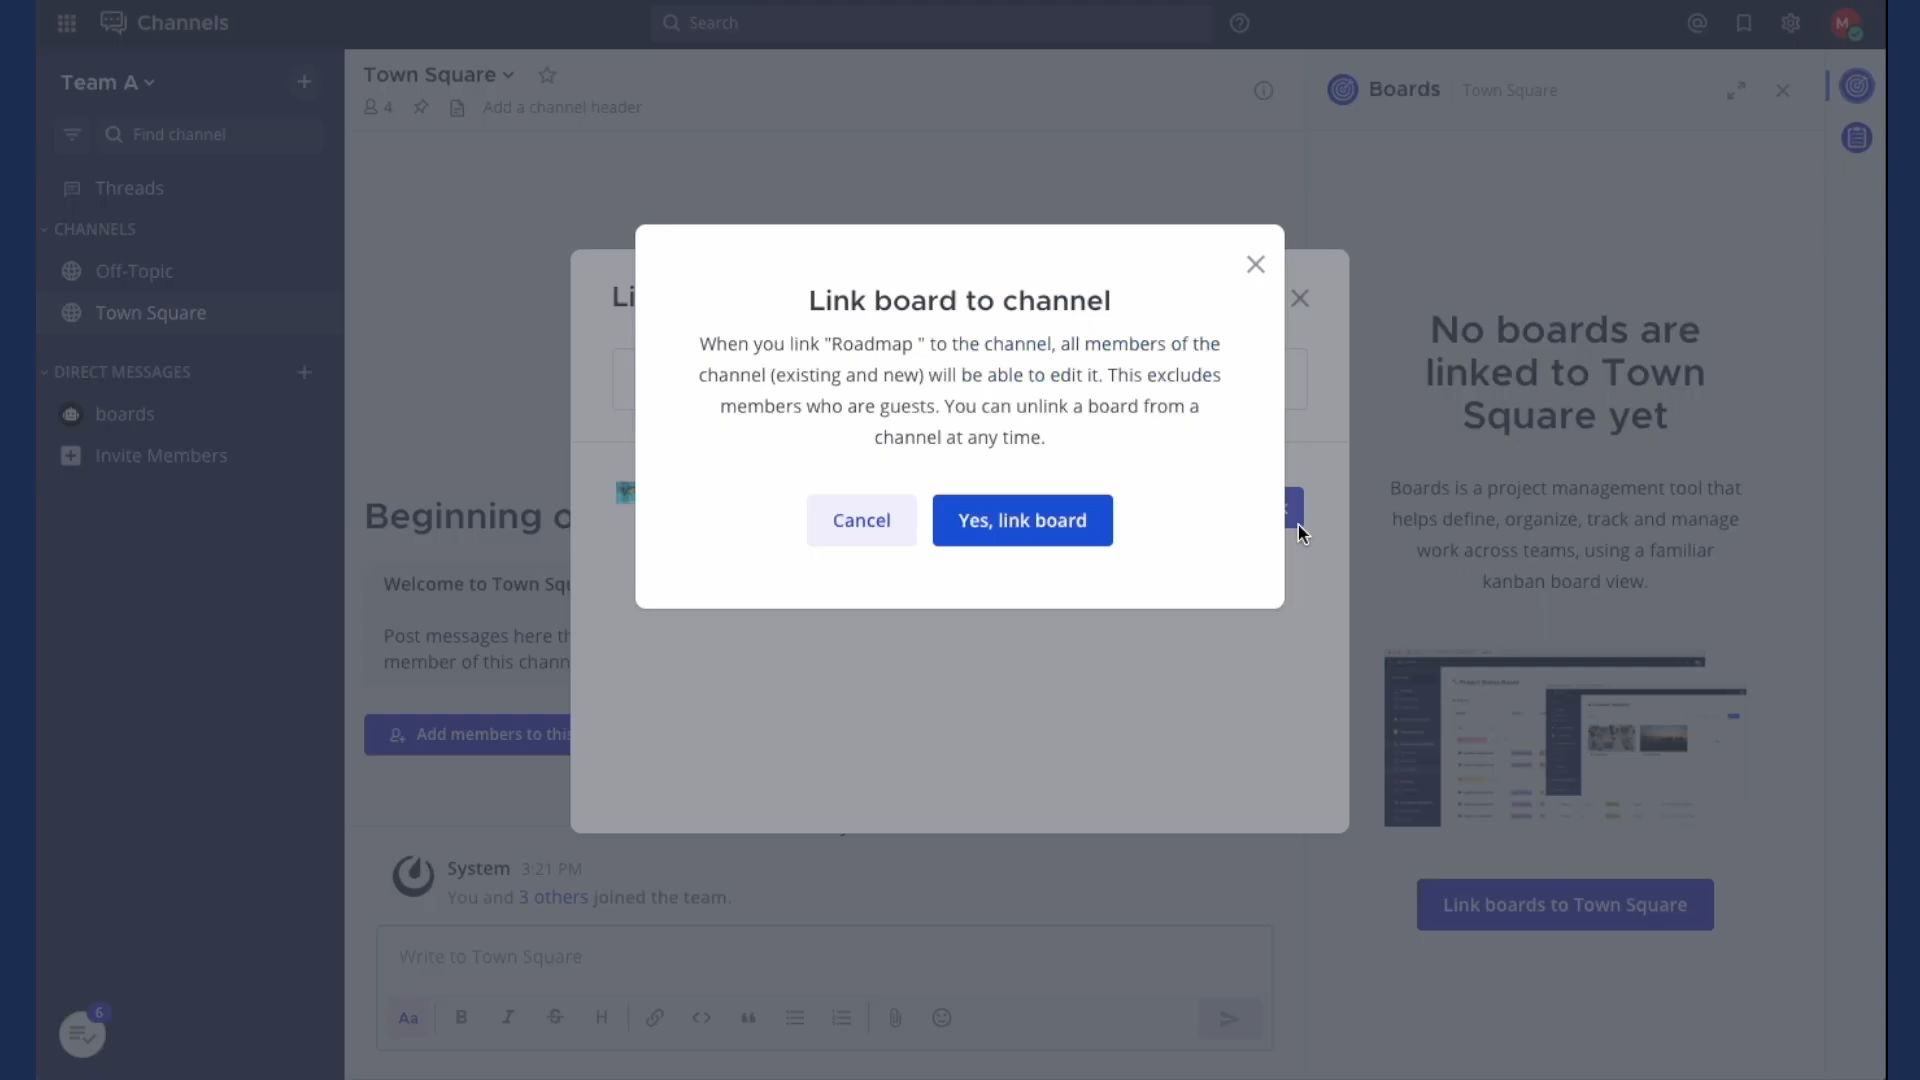 Channels
Search
M
Team A
Find channel
Threads
CHANNELS
Off-Topic
Town Square
DIRECT MESSAGES
boards
Invite Members
6
Town Square
4
Add a channel header
Beginning o
Welcome to Town Squ
Post messages here th
member of this chann
Add members to this
System 3:21 PM
You and 3 others joined the team.
Write to Town Square
Aa B I S H
Li
Link board to channel
When you link "Roadmap " to the channel, all members of the
channel (existing and new) will be able to edit it. This excludes
members who are guests. You can unlink a board from a
channel at any time.
Cancel
Yes, link board
Boards
Town Square
No boards are
linked to Town
Square yet
Boards is a project management tool that
helps define, organize, track and manage
work across teams, using a familiar
kanban board view.
Link boards to Town Square